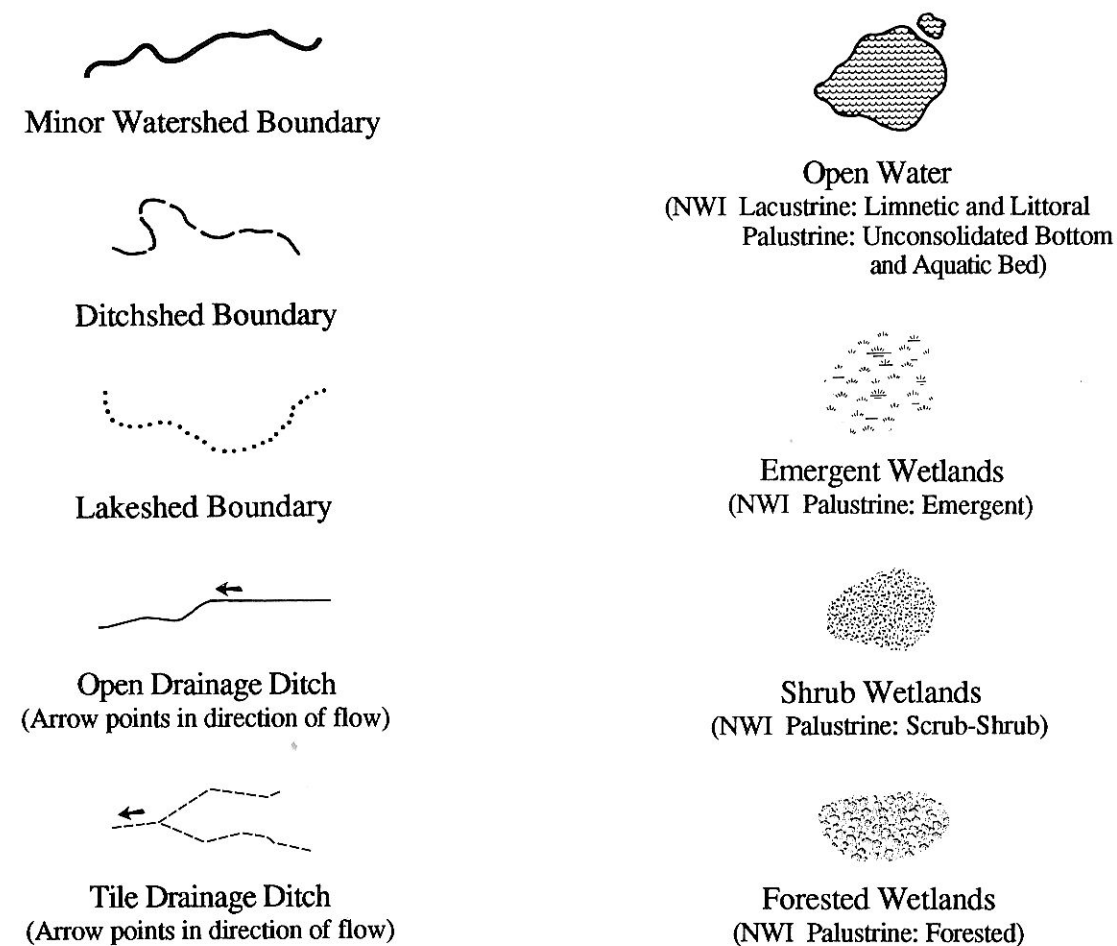 Minor Watershed Boundary
Ditchshed Boundary
Lakeshed Boundary
Open Drainage Ditch
(Arrow points in direction of flow)
Tile Drainage Ditch
(Arrow points in direction of flow)
Open Water
(NWI Lacustrine: Limnetic and Littoral
Palustrine: Unconsolidated Bottom
and Aquatic Bed)
Emergent Wetlands
(NWI Palustrine: Emergent)
Shrub Wetlands
(NWI Palustrine: Scrub-Shrub)
Forested Wetlands
(NWI Palustrine: Forested)